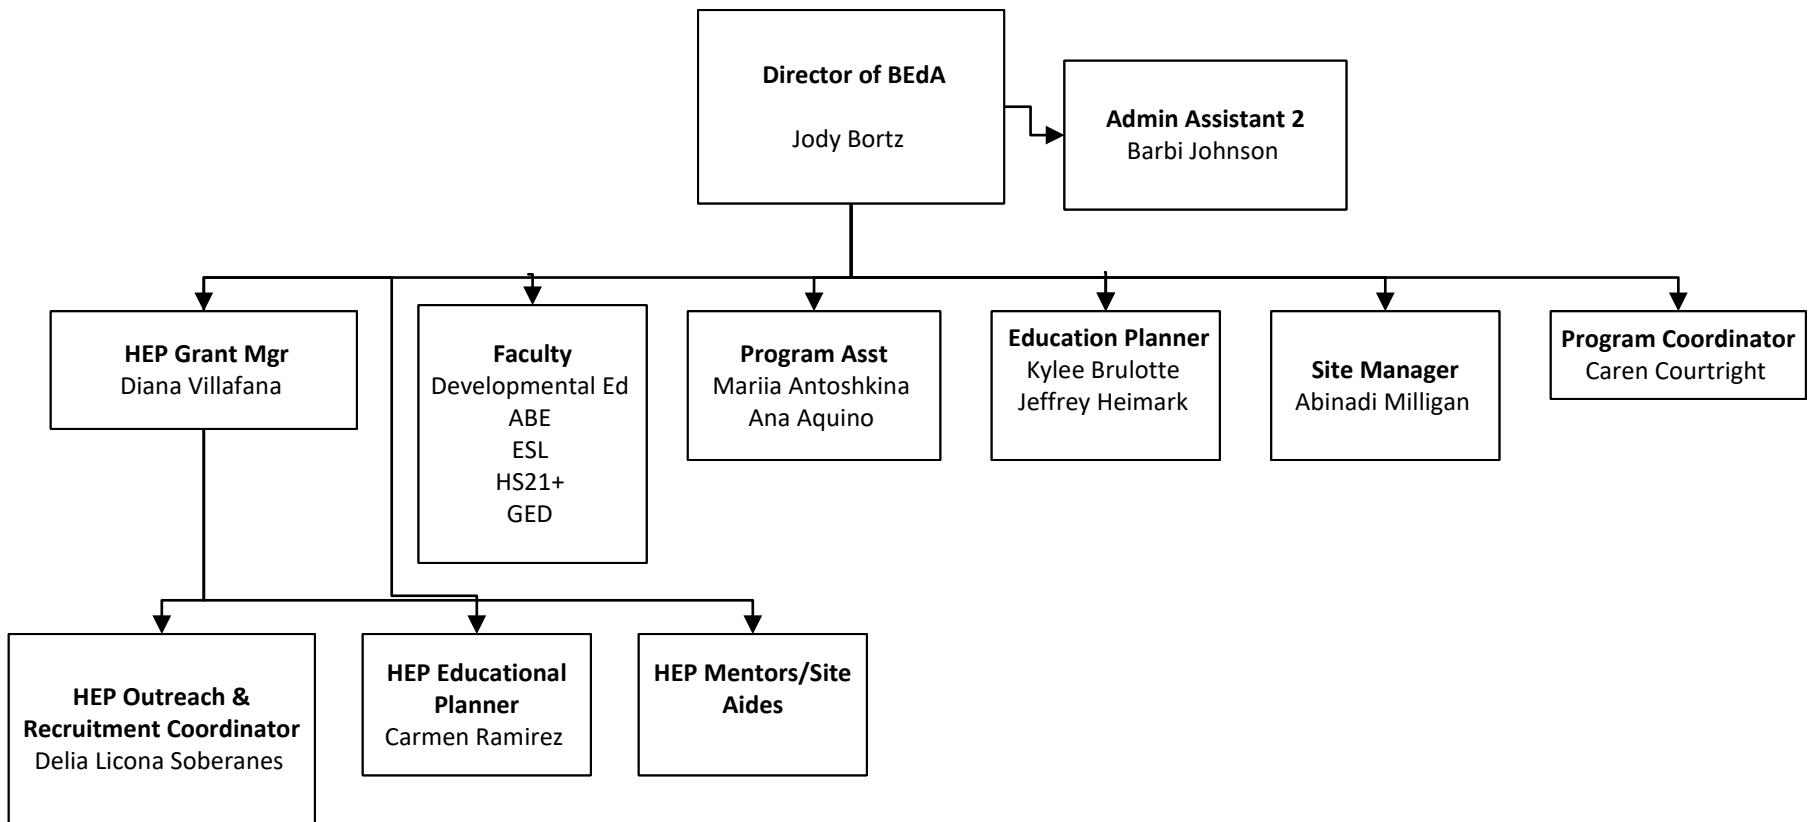 Director of BEdA
Jody Bortz
Admin Assistant 2
Barbi Johnson
HEP Grant Mgr
Diana Villafana
Faculty
Developmental Ed
ABE
ESL
HS21+
GED
Program Asst
Mariia Antoshkina
Ana Aquino
Education Planner
Kylee Brulotte
Jeffrey Heimark
Site Manager
Abinadi Milligan
Program Coordinator
Caren Courtright
HEP Outreach &
Recruitment Coordinator
Delia Licona Soberanes
HEP Educational
Planner
Carmen Ramirez
HEP Mentors/Site
Aides